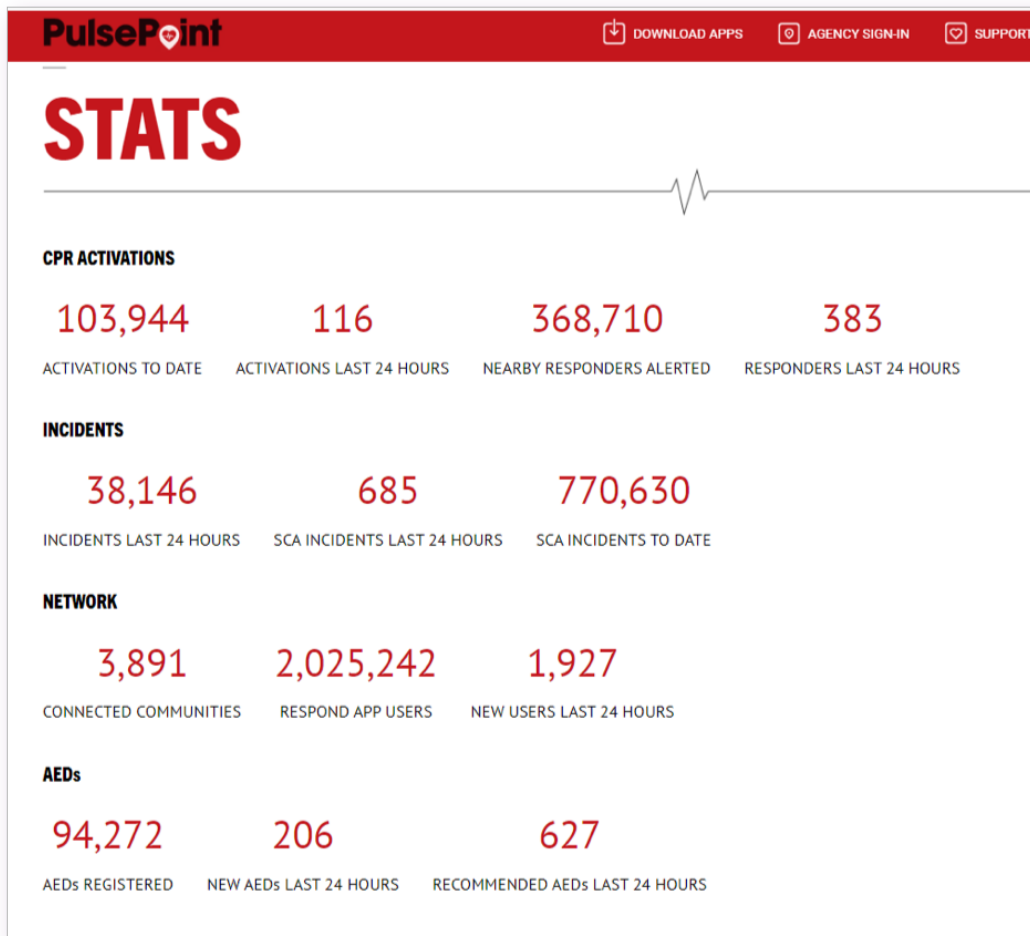 PulsePoint DOWNLOAD APPS AGENCY SIGN-IN SUPPORT
STATS
CPR ACTIVATIONS
103,944 116 368,710 383
ACTIVATIONS TO DATE ACTIVATIONS LAST 24 HOURS NEARBY RESPONDERS ALERTED RESPONDERS LAST 24 HOURS
INCIDENTS
38,146 685 770,630
INCIDENTS LAST 24 HOURS SCA INCIDENTS LAST 24 HOURS SCA INCIDENTS TO DATE
NETWORK
3,891 2,025,242 1,927
CONNECTED COMMUNITIES RESPOND APP USERS NEW USERS LAST 24 HOURS
AEDs
94,272 206 627
AEDs REGISTERED NEW AEDs LAST 24 HOURS RECOMMENDED AEDs LAST 24 HOURS